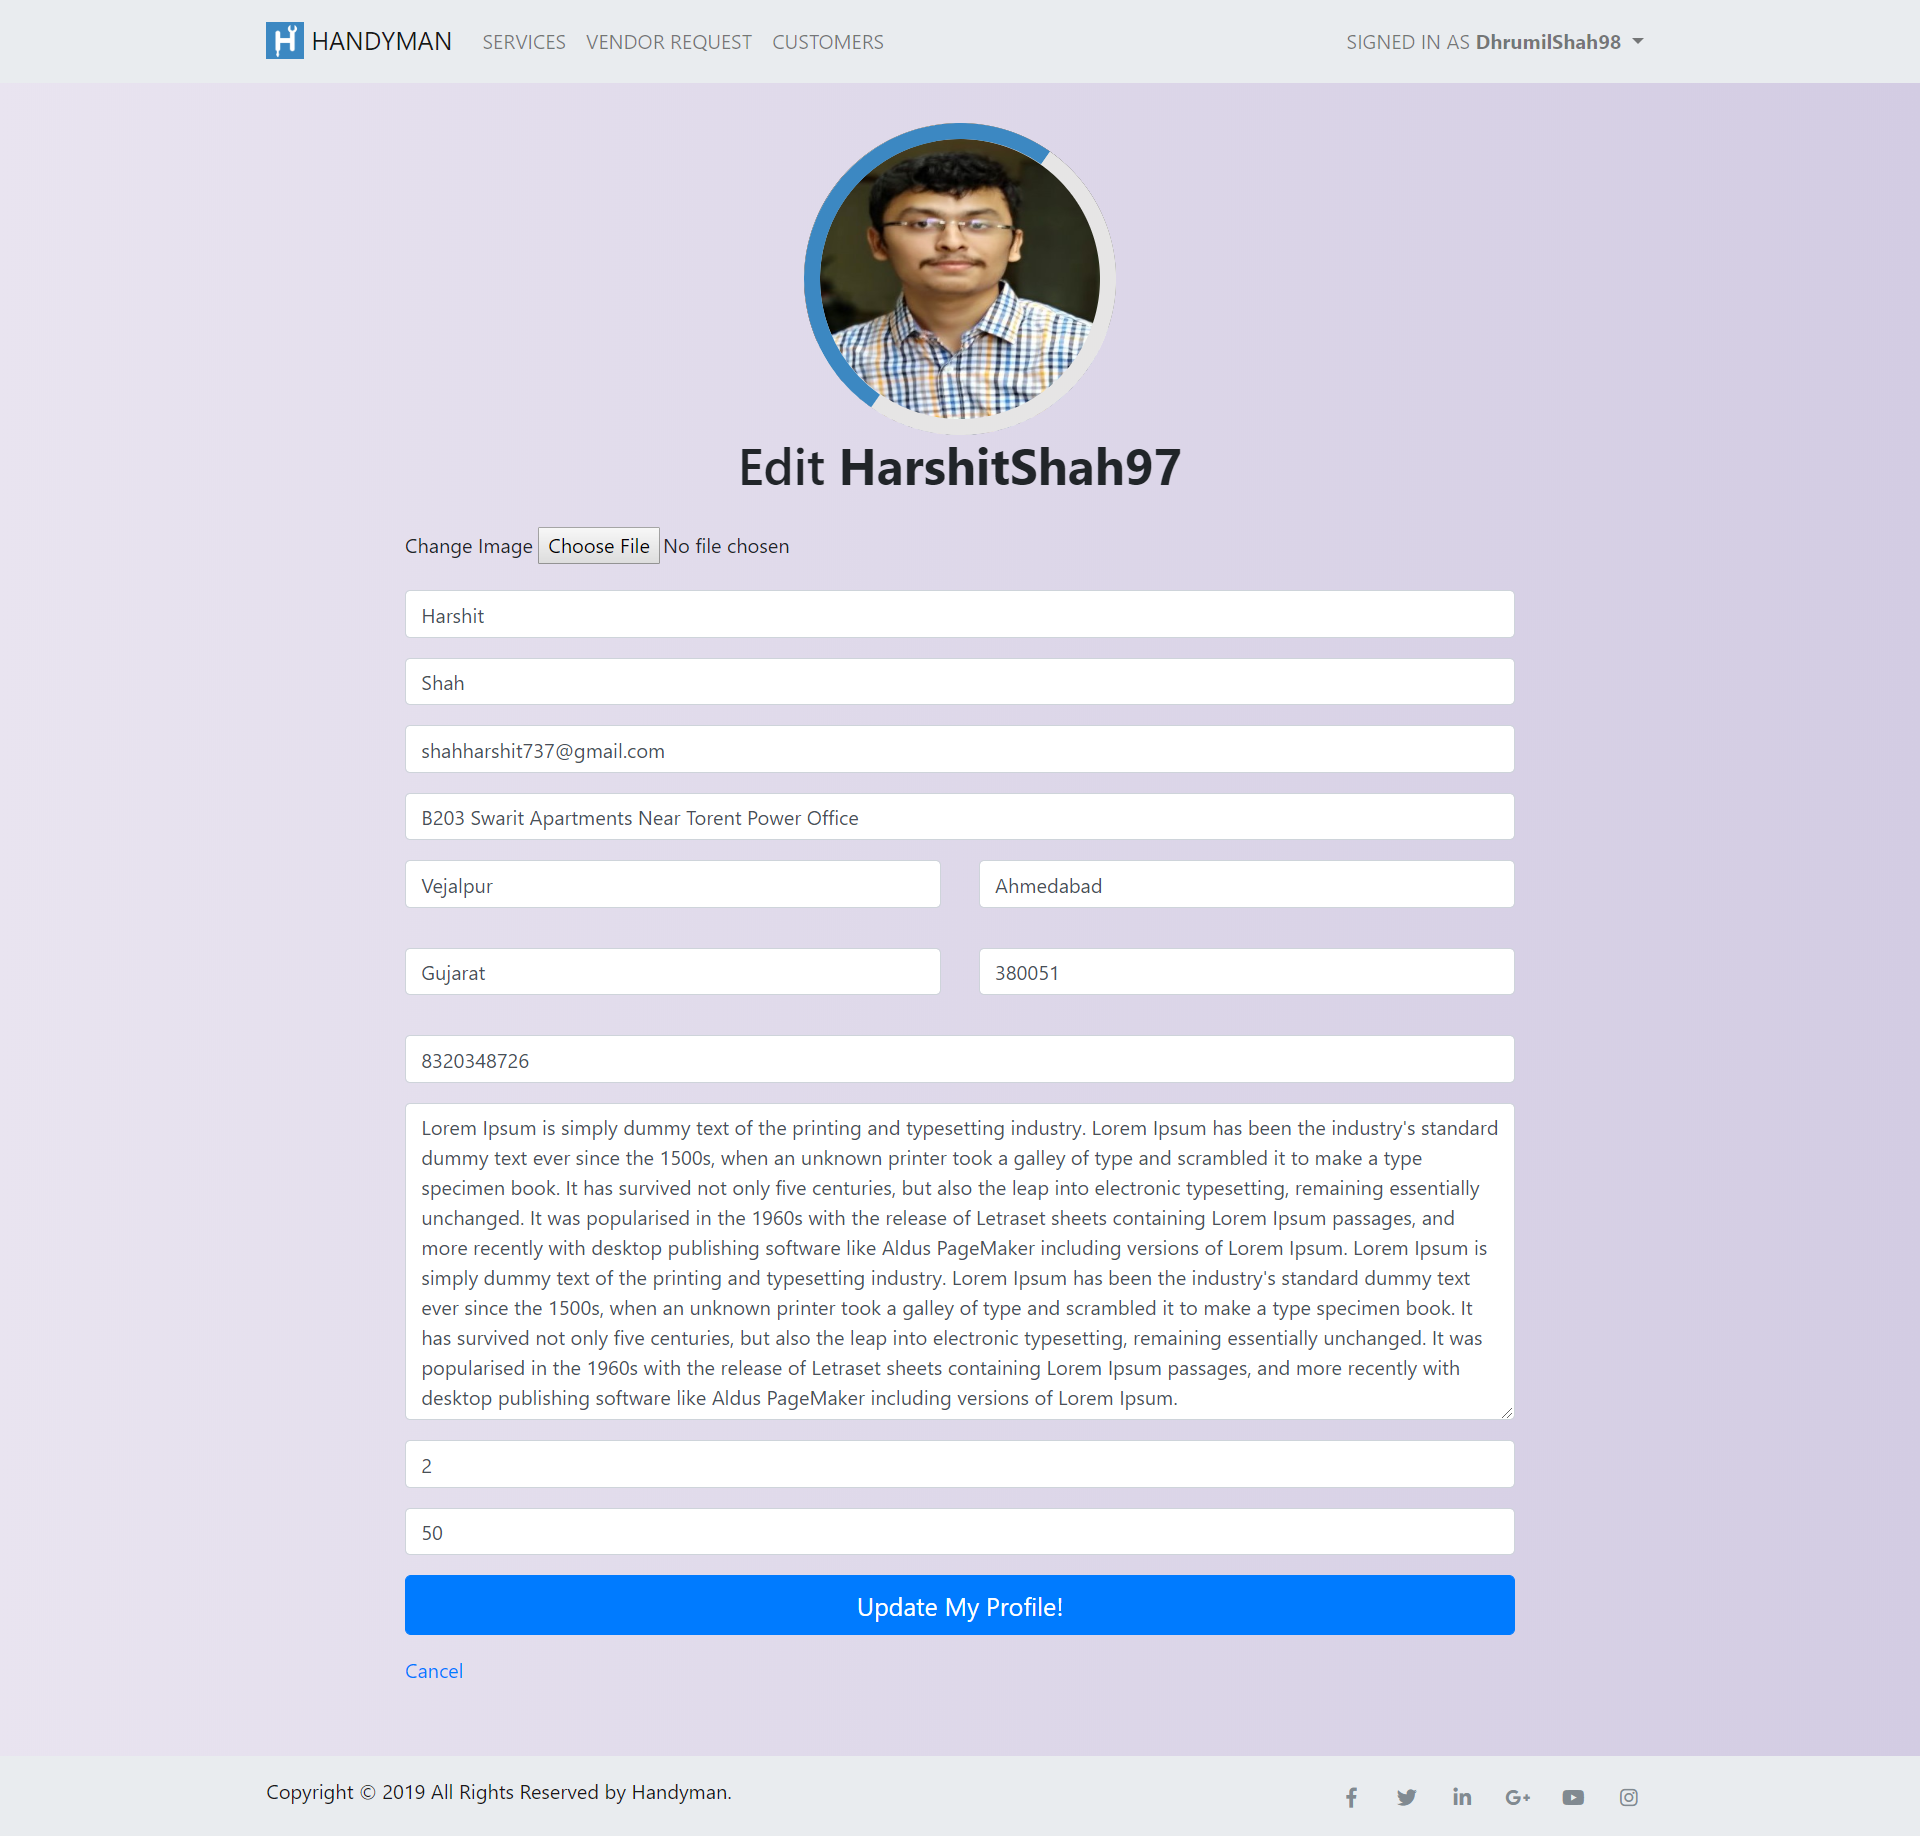 HANDYMAN SERVICES VENDOR REQUEST CUSTOMERS SIGNED IN AS DhrumilShah98
Edit HarshitShah97
Change Image Choose File No file chosen
Harshit
Shah
shahharshit737@gmail.com
B203 Swarit Apartments Near Torent Power Office
Vejalpur Ahmedabad
Gujarat 380051
8320348726
Lorem Ipsum is simply dummy text of the printing and typesetting industry. Lorem Ipsum has been the industry's standard
dummy text ever since the 1500s, when an unknown printer took a galley of type and scrambled it to make a type
specimen book. It has survived not only five centuries, but also the leap into electronic typesetting, remaining essentially
unchanged. It was popularised in the 1960s with the release of Letraset sheets containing Lorem Ipsum passages, and
more recently with desktop publishing software like Aldus PageMaker including versions of Lorem Ipsum. Lorem Ipsum is
simply dummy text of the printing and typesetting industry. Lorem Ipsum has been the industry's standard dummy text
ever since the 1500s, when an unknown printer took a galley of type and scrambled it to make a type specimen book. It
has survived not only five centuries, but also the leap into electronic typesetting, remaining essentially unchanged. It was
popularised in the 1960s with the release of Letraset sheets containing Lorem Ipsum passages, and more recently with
desktop publishing software like Aldus PageMaker including versions of Lorem Ipsum.
2
50
Update My Profile!
Cancel
Copyright © 2019 All Rights Reserved by Handyman.